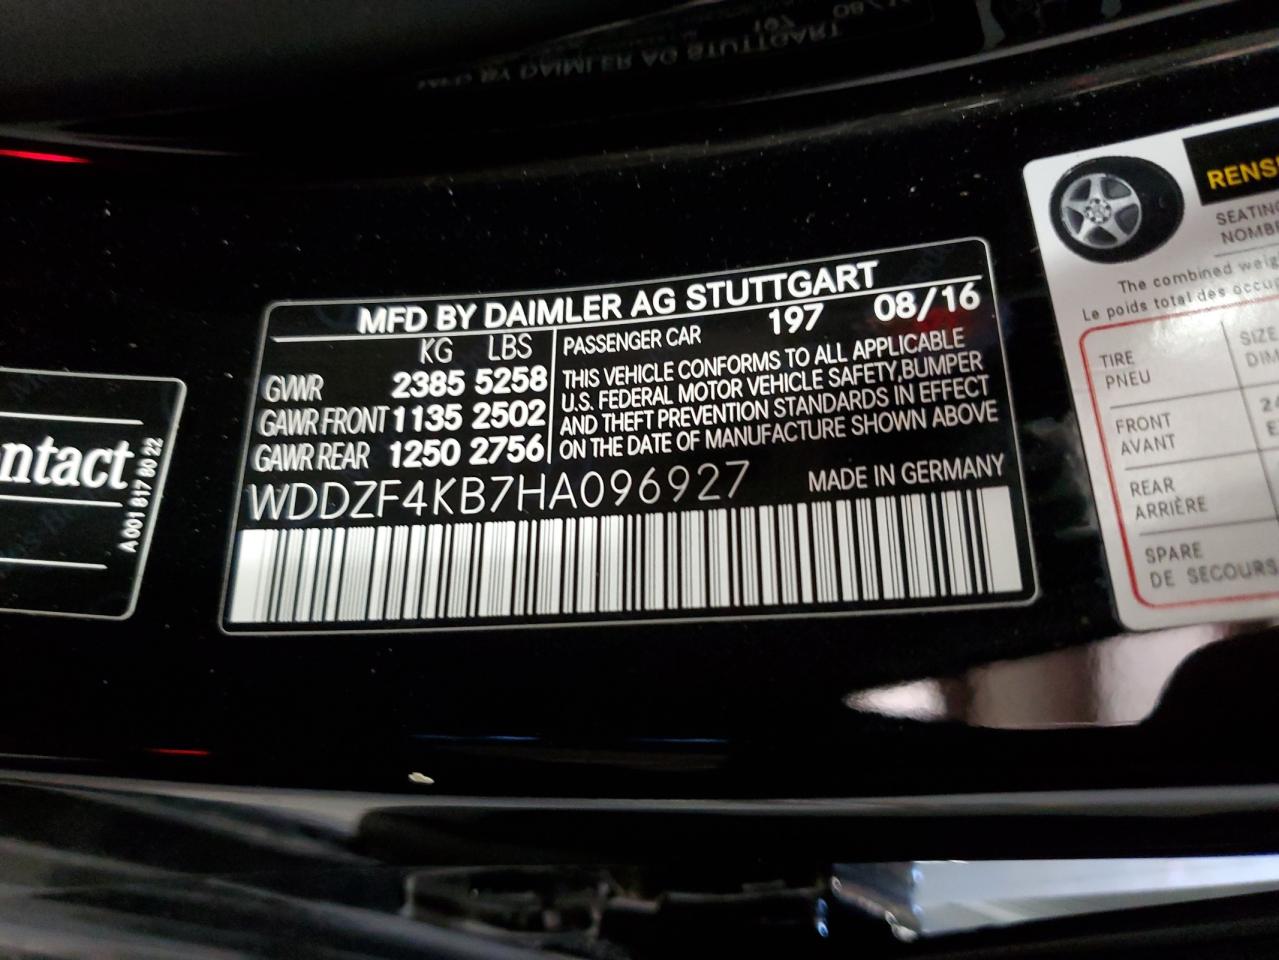 MFD BY DAIMLER AG STUTTGART
KG LBS
GVWR 2385 5258
GAWR FRONT 1135 2502
GAWR REAR 1250 2756
PASSENGER CAR 197 08/16
THIS VEHICLE CONFORMS TO ALL APPLICABLE
U.S. FEDERAL MOTOR VEHICLE SAFETY, BUMPER
AND THEFT PREVENTION STANDARDS IN EFFECT
ON THE DATE OF MANUFACTURE SHOWN ABOVE
WDDZF4KB7HA096927 MADE IN GERMANY
ntact
A 001 817 80 22
RENS
SEATING
NOMB
The combined weig
Le poids total des occu
TIRE
PNEU
SIZE
DIM
FRONT
AVANT
REAR
ARRIÈRE
SPARE
DE SECOURS